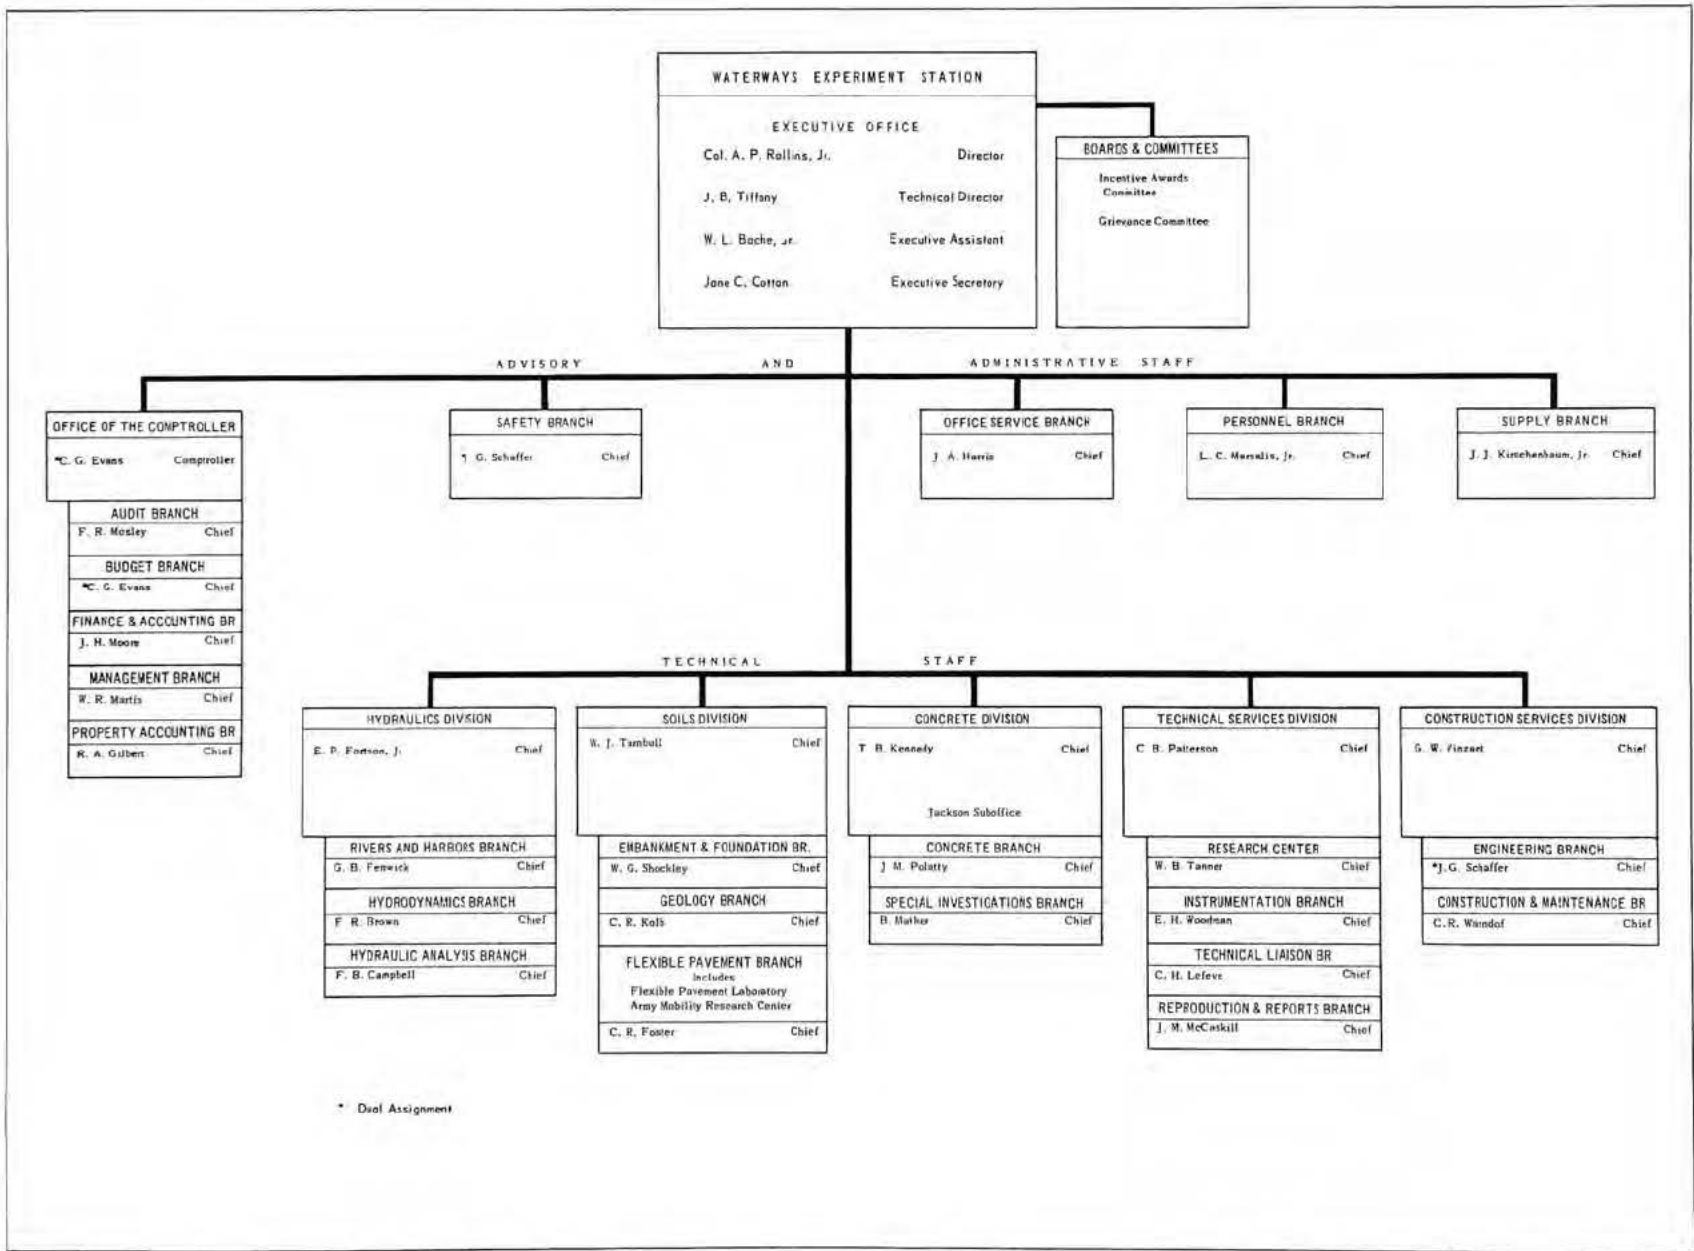 WATERWAYS EXPERIMENT STATION
EXECUTIVE OFFICE
Col. A. P. Rollins, Jr. Director
J. B. Tiffany Technical Director
W. L. Bache, Jr. Executive Assistant
Jane C. Cotton Executive Secretary
BOARDS & COMMITTEES
Incentive Awards
Committee
Grievance Committee
ADVISORY AND ADMINISTRATIVE STAFF
OFFICE OF THE COMPTROLLER
*C. G. Evans Comptroller
AUDIT BRANCH
F. R. Mosley Chief
BUDGET BRANCH
*C. G. Evans Chief
FINANCE & ACCOUNTING BR
J. H. Moore Chief
MANAGEMENT BRANCH
W. R. Martin Chief
PROPERTY ACCOUNTING BR
R. A. Gilbert Chief
SAFETY BRANCH
G. Schaffer Chief
OFFICE SERVICE BRANCH
J. A. Harris Chief
PERSONNEL BRANCH
L. C. Marsalis, Jr. Chief
SUPPLY BRANCH
J. J. Kirschenbaum, Jr. Chief
TECHNICAL STAFF
HYDRAULICS DIVISION
E. P. Fortson, J. Chief
RIVERS AND HARBORS BRANCH
G. B. Fenwick Chief
HYDRODYNAMICS BRANCH
F R. Brown Chief
HYDRAULIC ANALYSIS BRANCH
F. B. Campbell Chief
SOILS DIVISION
W. J. Turnbull Chief
EMBANKMENT & FOUNDATION BR.
W. G. Shockley Chief
GEOLOGY BRANCH
C. R. Kolb Chief
FLEXIBLE PAVEMENT BRANCH
Includes
Flexible Pavement Laboratory
Army Mobility Research Center
C. R. Foster Chief
CONCRETE DIVISION
T B. Kennedy Chief
Jackson Suboffice
CONCRETE BRANCH
J M. Polatty Chief
SPECIAL INVESTIGATIONS BRANCH
B. Mather Chief
TECHNICAL SERVICES DIVISION
C B. Patterson Chief
RESEARCH CENTER
W. B. Tanner Chief
INSTRUMENTATION BRANCH
E. H. Woodman Chief
TECHNICAL LIAISON BR
C. H. Lefeve Chief
REPRODUCTION & REPORTS BRANCH
J. M. McCaskill Chief
CONSTRUCTION SERVICES DIVISION
G. W. Chief
ENGINEERING BRANCH
*J.G. Schaffer Chief
CONSTRUCTION & MAINTENANCE BR
C.R. Chief
* Dual Assignment